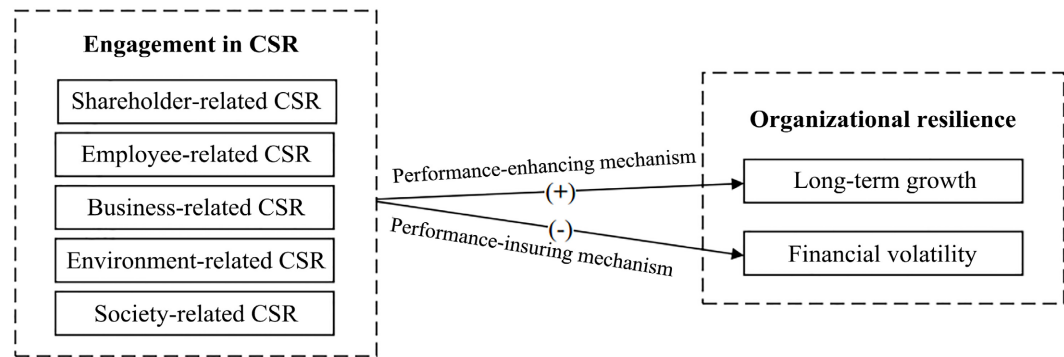 Engagement in CSR
Shareholder-related CSR
Employee-related CSR
Business-related CSR
Environment-related CSR
Society-related CSR
Performance-enhancing mechanism
(+)
(-)
Performance-insuring mechanism
Organizational resilience
Long-term growth
Financial volatility